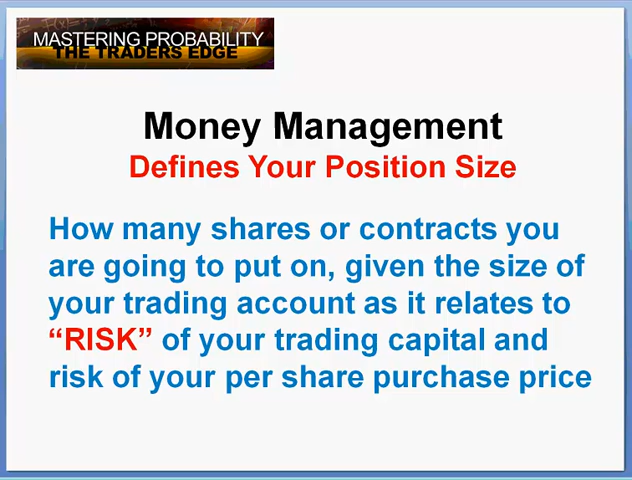 MASTERING PROBABILITY
THE TRADERS EDGE
Money Management
Defines Your Position Size
How many shares or contracts you
are going to put on, given the size of
your trading account as it relates to
“RISK” of your trading capital and
risk of your per share purchase price